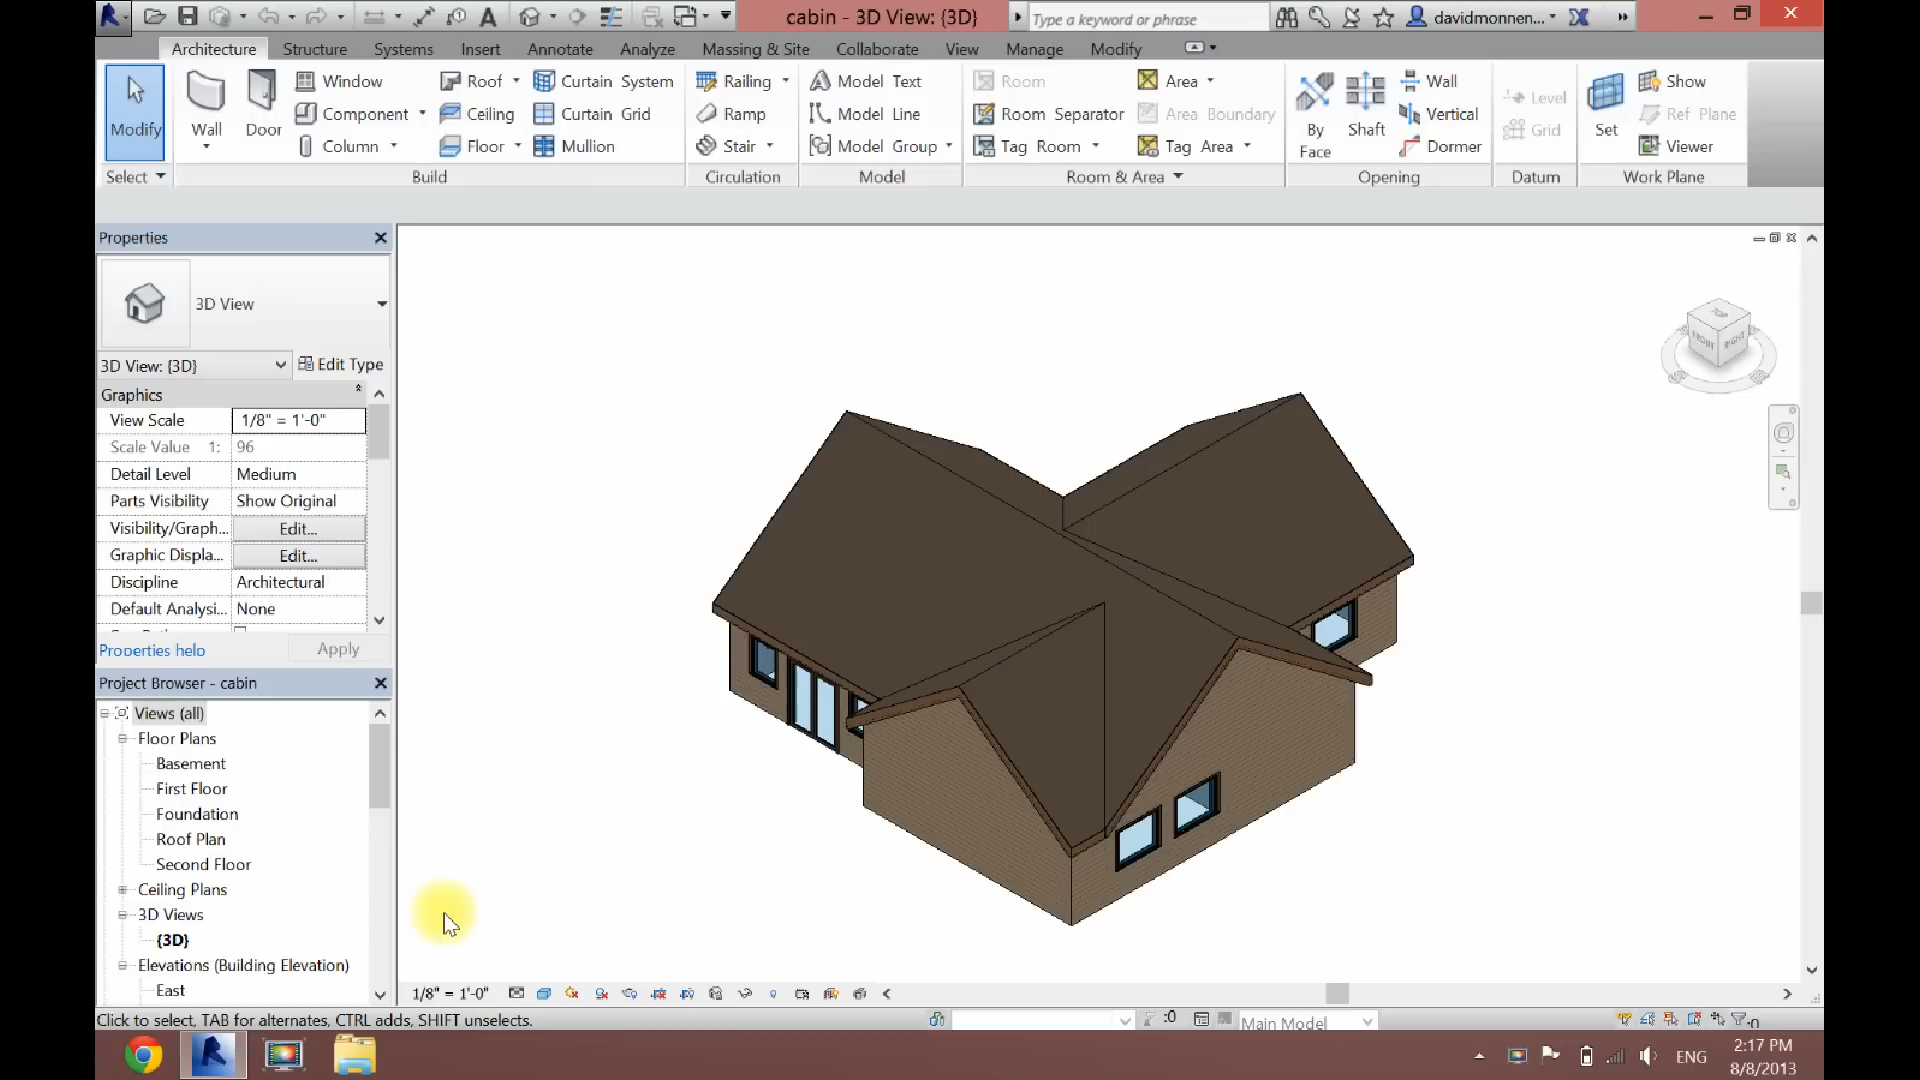 cabin - 3D View: {3D}
Type a keyword or phrase
davidmonnen...
Architecture Structure Systems Insert Annotate Analyze Massing & Site Collaborate View Manage Modify
Modify
Wall
Door
Window
Component
Column
Roof
Ceiling
Floor
Curtain System
Curtain Grid
Mullion
Railing
Ramp
Stair
Model Text
Model Line
Model Group
Room
Room Separator
Tag Room
Area
Area Boundary
Tag Area
By
Face
Shaft
Wall
Vertical
Dormer
Level
Grid
Set
Show
Ref Plane
Viewer
Select Build Circulation Model Room & Area Opening Datum Work Plane
Properties
3D View
3D View: {3D} Edit Type
Graphics
View Scale 1/8" = 1'-0"
Scale Value 1: 96
Detail Level Medium
Parts Visibility Show Original
Visibility/Graph... Edit...
Graphic Displa... Edit...
Discipline Architectural
Default Analysi... None
Properties help Apply
Project Browser - cabin
Views (all)
Floor Plans
Basement
First Floor
Foundation
Roof Plan
Second Floor
Ceiling Plans
3D Views
{3D}
Elevations (Building Elevation)
East
TOP
FRONT
RIGHT
1/8" = 1'-0"
Click to select, TAB for alternates, CTRL adds, SHIFT unselects.
:0
Main Model
:0
ENG
2:17 PM
8/8/2013